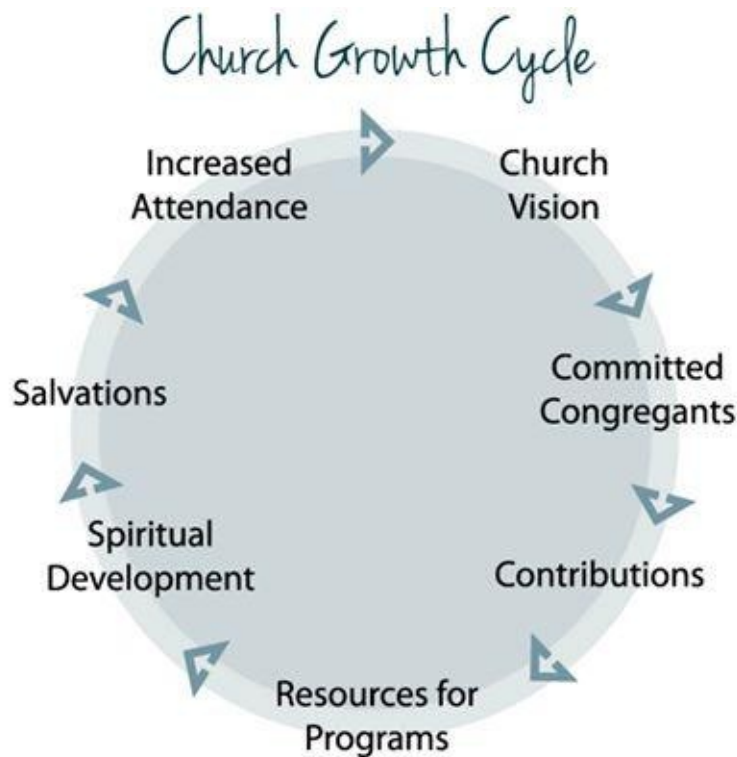 Church Growth Cycle
Church
Vision
Committed
Congregants
Contributions
Resources for
Programs
Spiritual
Development
Salvations
Increased
Attendance